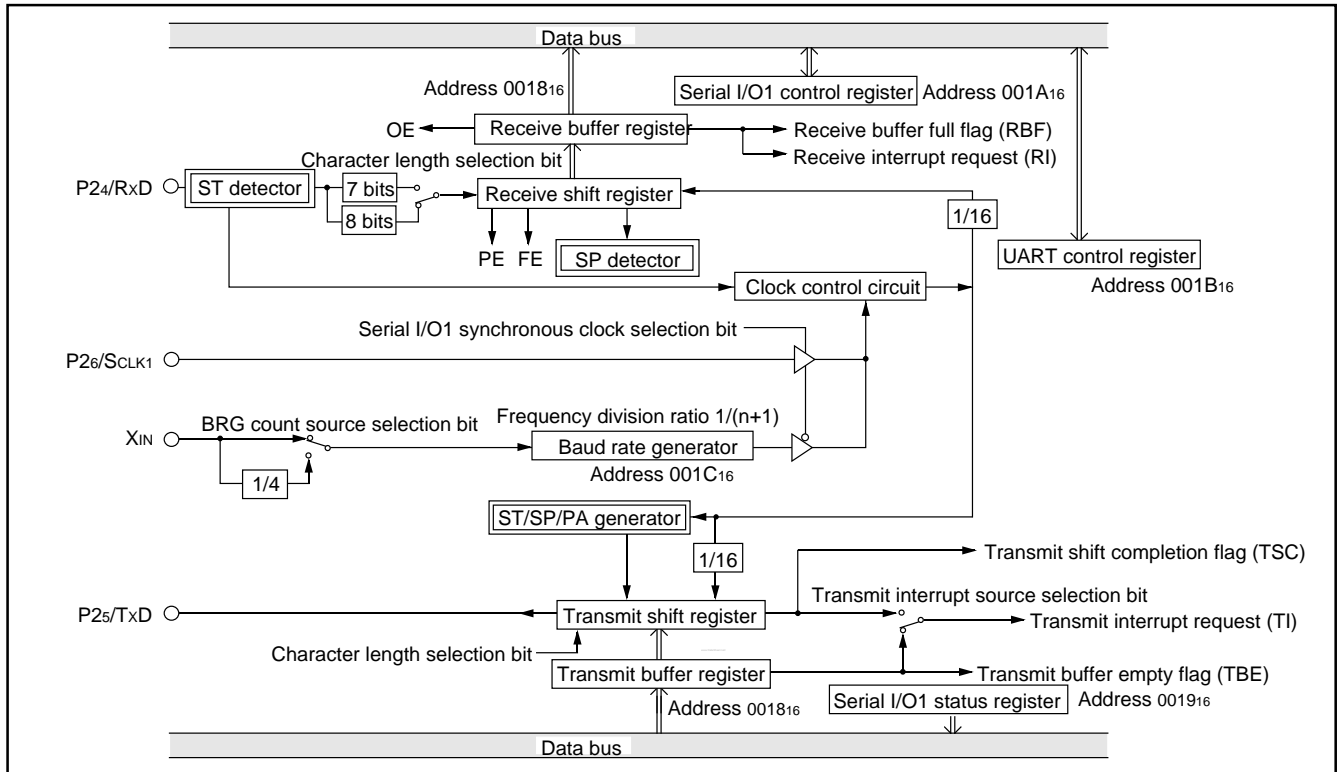 Data bus
Address 001816
Serial I/O1 control register Address 001A16
OE Receive buffer register Receive buffer full flag (RBF)
Receive interrupt request (RI)
Character length selection bit
P24/RxD ST detector 7 bits Receive shift register
8 bits
1/16
PE FE SP detector
UART control register
Address 001B16
Clock control circuit
Serial I/O1 synchronous clock selection bit
P26/SCLK1
BRG count source selection bit Frequency division ratio 1/(n+1)
XIN Baud rate generator
Address 001C16
1/4
ST/SP/PA generator
1/16
Transmit shift completion flag (TSC)
Transmit interrupt source selection bit
P25/TxD Transmit shift register
Transmit interrupt request (TI)
Character length selection bit
Transmit buffer register Transmit buffer empty flag (TBE)
Address 001816 Serial I/O1 status register Address 001916
Data bus